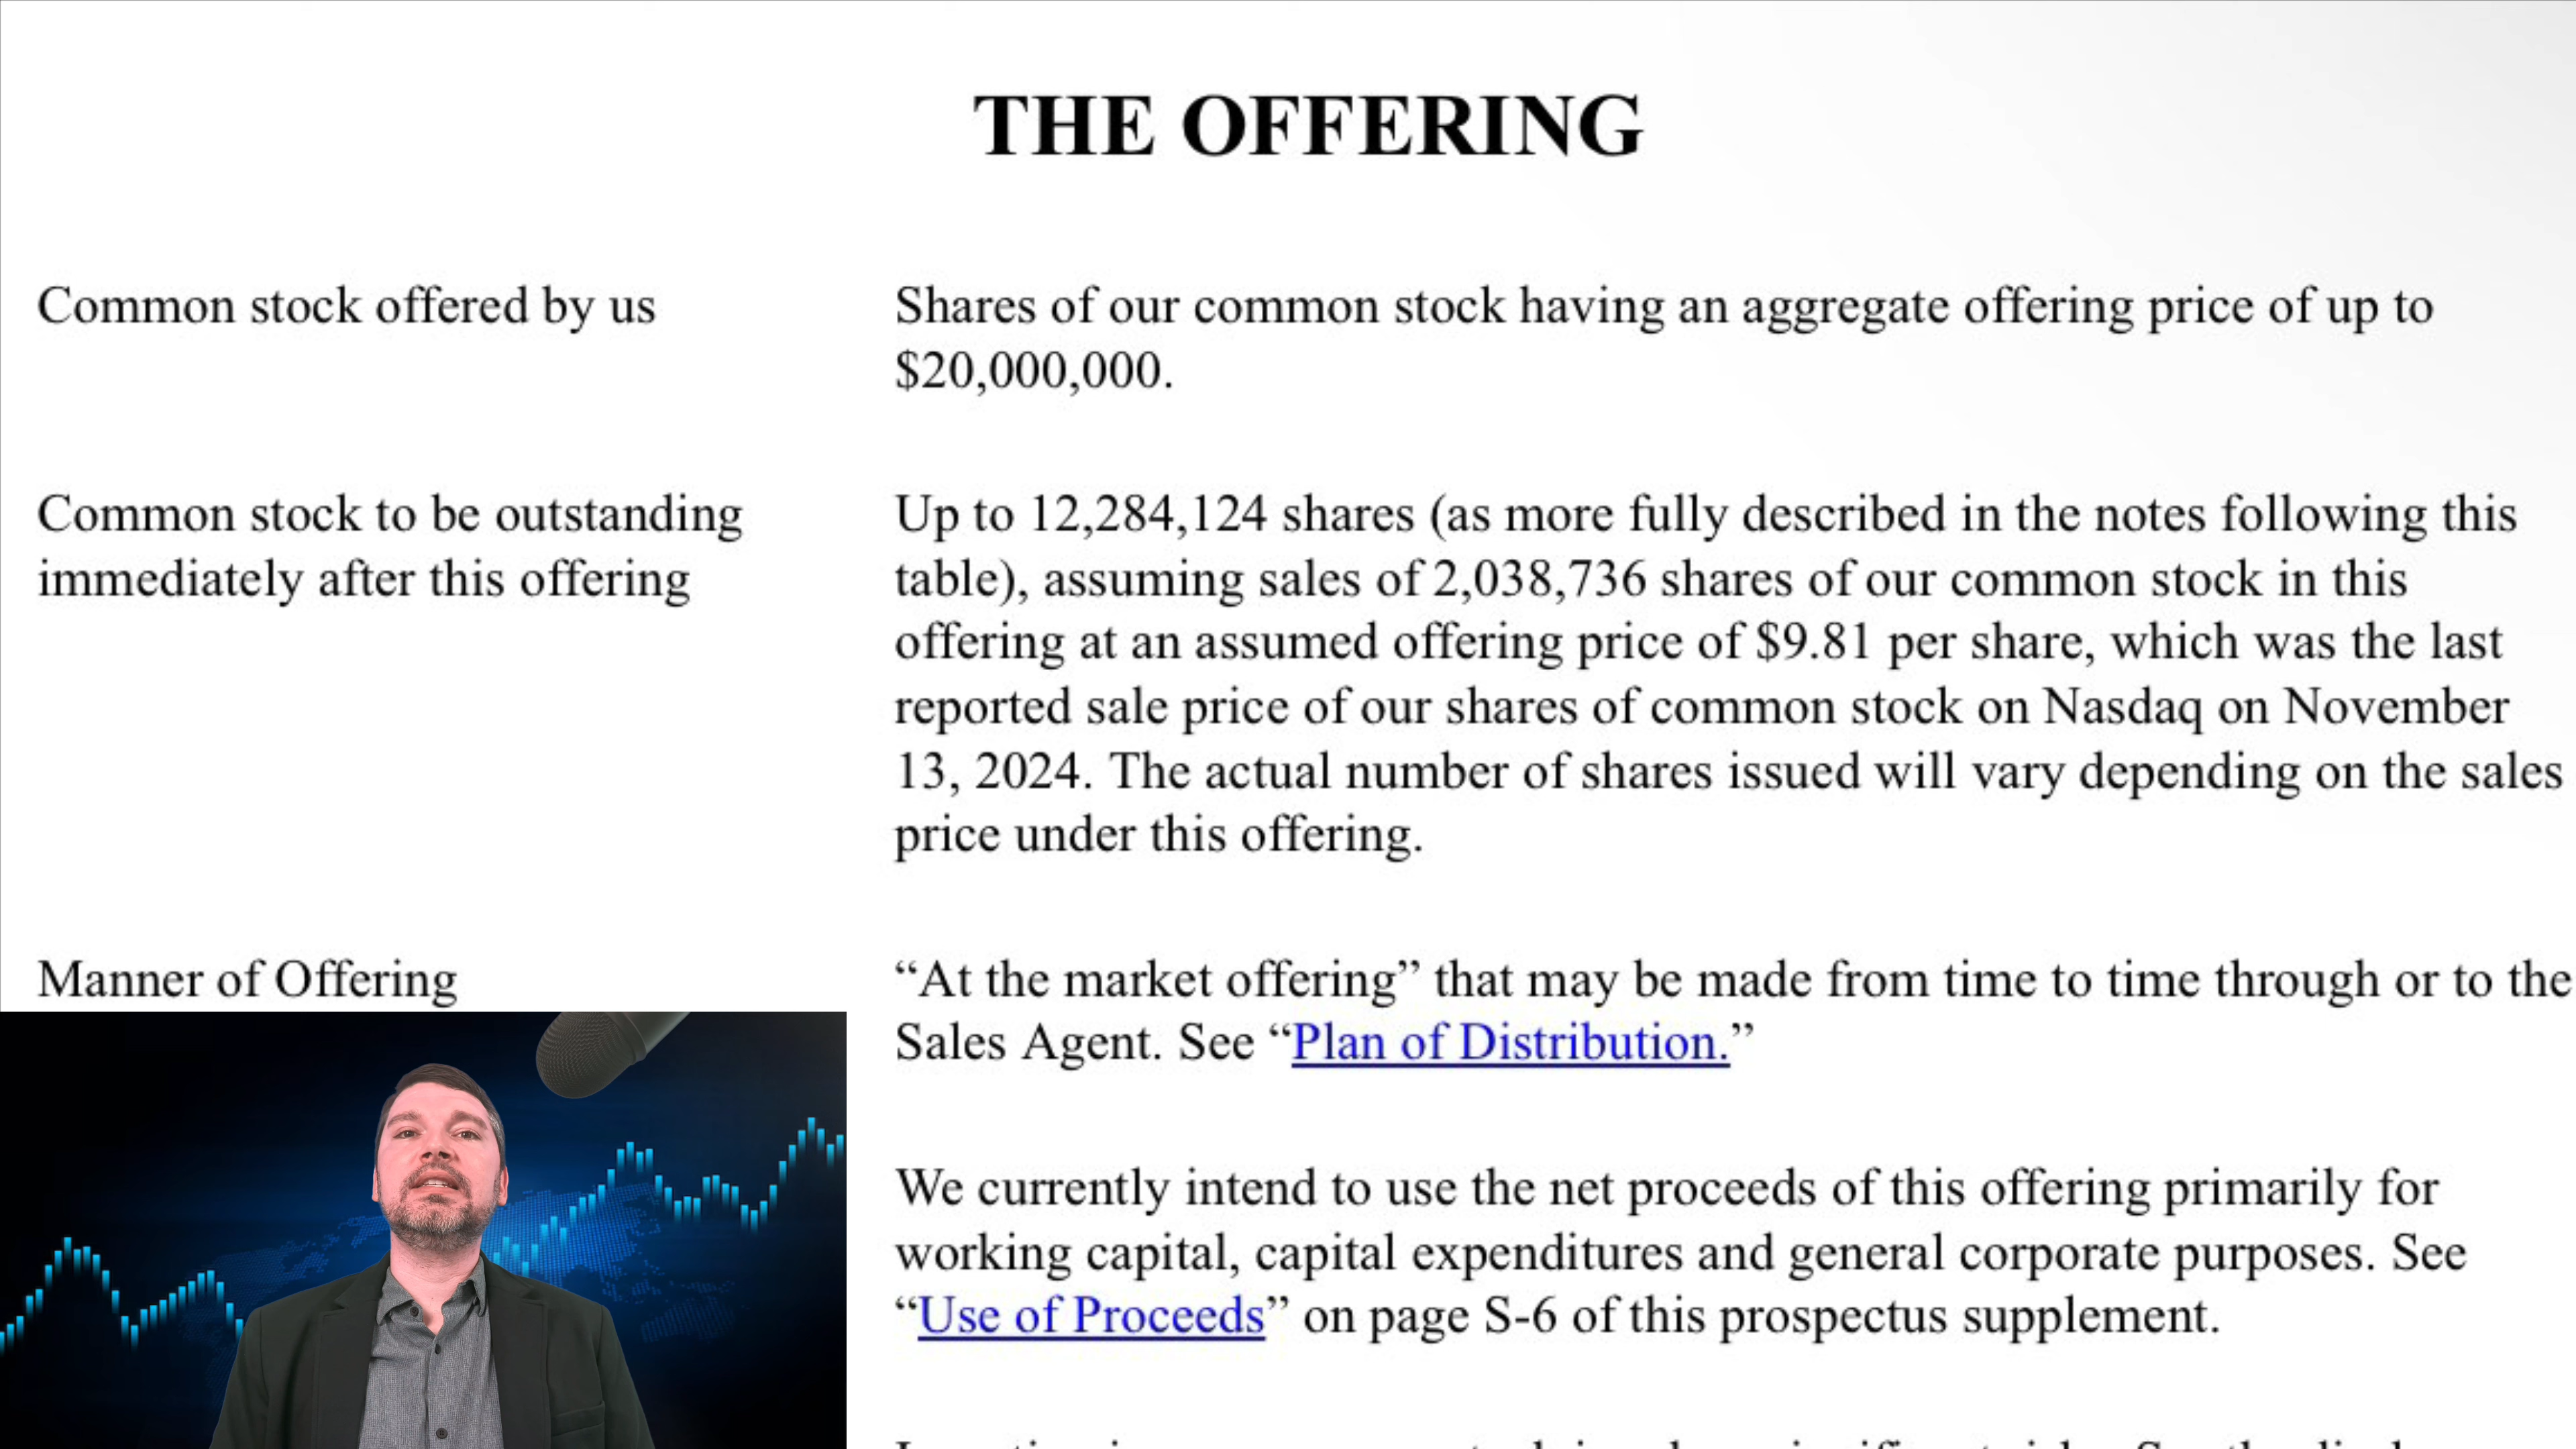 THE OFFERING
Common stock offered by us
Shares of our common stock having an aggregate offering price of up to
$20,000,000.
Common stock to be outstanding
immediately after this offering
Up to 12,284,124 shares (as more fully described in the notes following this
table), assuming sales of 2,038,736 shares of our common stock in this
offering at an assumed offering price of $9.81 per share, which was the last
reported sale price of our shares of common stock on Nasdaq on November
13, 2024. The actual number of shares issued will vary depending on the sales
price under this offering.
Manner of Offering
“At the market offering” that may be made from time to time through or to the
Sales Agent. See “Plan of Distribution.”
We currently intend to use the net proceeds of this offering primarily for
working capital, capital expenditures and general corporate purposes. See
“Use of Proceeds” on page S-6 of this prospectus supplement.